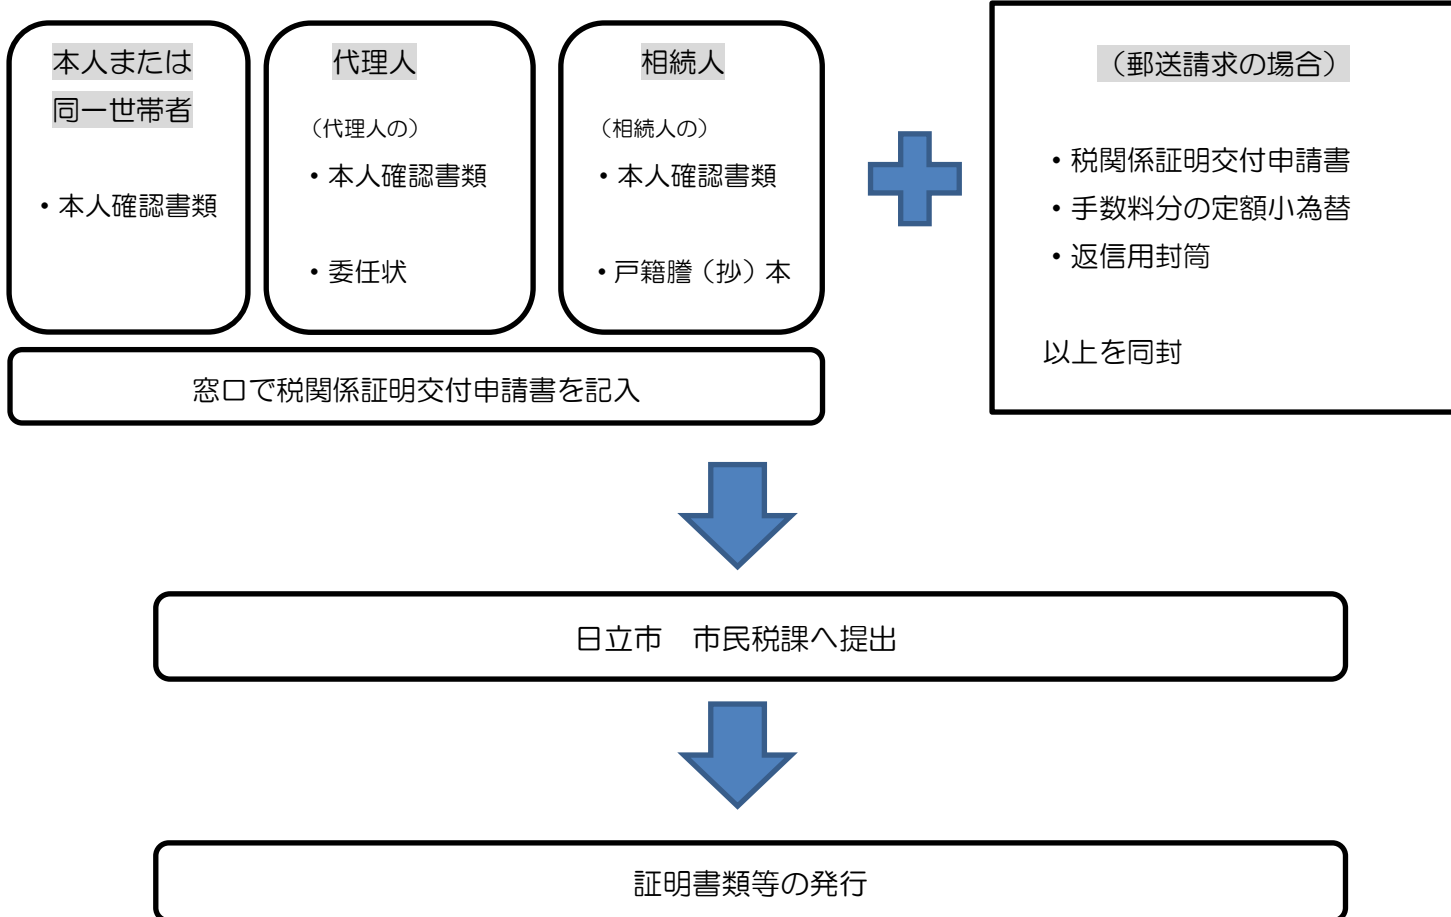 本人または
同一世帯者
・本人確認書類
代理人
（代理人の）
・本人確認書類
・委任状
相続人
（相続人の）
・本人確認書類
・戸籍謄（抄）本
窓口で税関係証明交付申請書を記入
（郵送請求の場合）
・税関係証明交付申請書
・手数料分の定額小為替
・返信用封筒
以上を同封
日立市　市民税課へ提出
証明書類等の発行